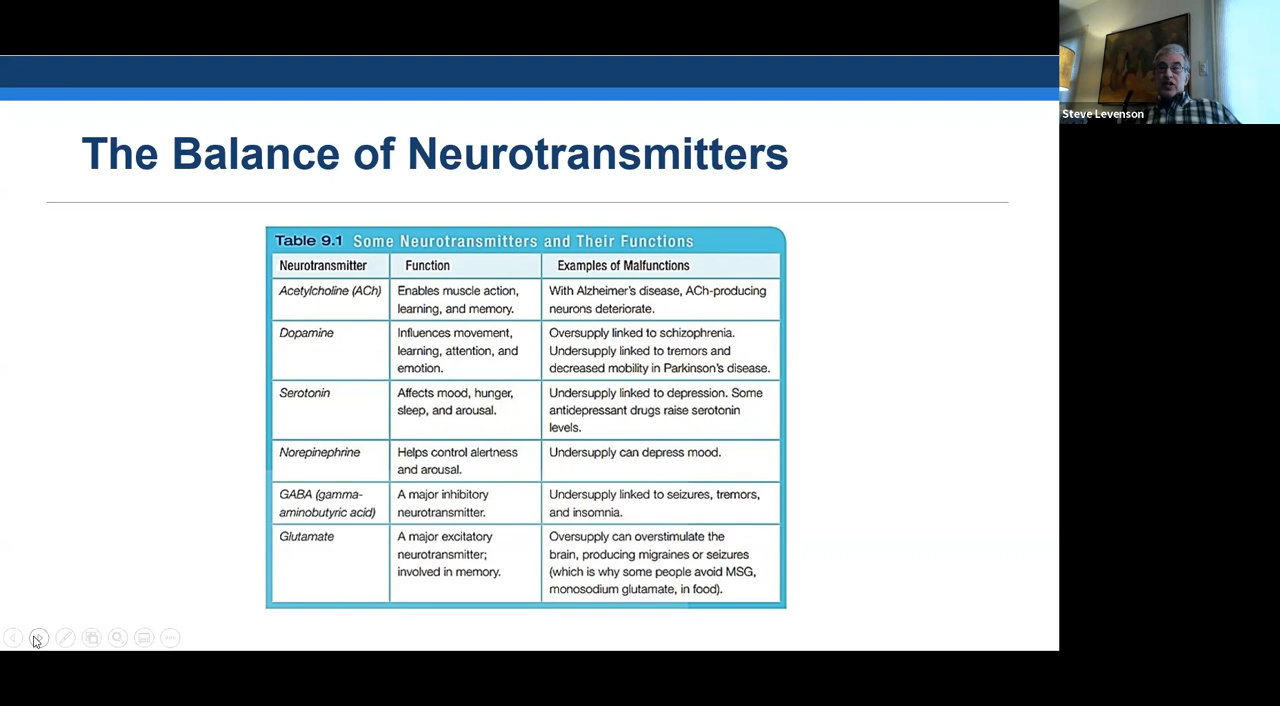 Steve Levenson
The Balance of Neurotransmitters
Table 9.1 Some Neurotransmitters and Their Functions
Neurotransmitter Function Examples of Malfunctions
Acetylcholine (ACh)
Enables muscle action,
learning, and memory.
With Alzheimer's disease, ACh-producing
neurons deteriorate.
Dopamine
Influences movement,
learning, attention, and
emotion.
Oversupply linked to schizophrenia.
Undersupply linked to tremors and
decreased mobility in Parkinson's disease.
Serotonin
Affects mood, hunger,
sleep, and arousal.
Undersupply linked to depression. Some
antidepressant drugs raise serotonin
levels.
Norepinephrine
Helps control alertness
and arousal.
Undersupply can depress mood.
GABA (gamma-
aminobutyric acid)
A major inhibitory
neurotransmitter.
Undersupply linked to seizures, tremors,
and insomnia.
Glutamate
A major excitatory
neurotransmitter;
involved in memory.
Oversupply can overstimulate the
brain, producing migraines or seizures
(which is why some people avoid MSG,
monosodium glutamate, in food).